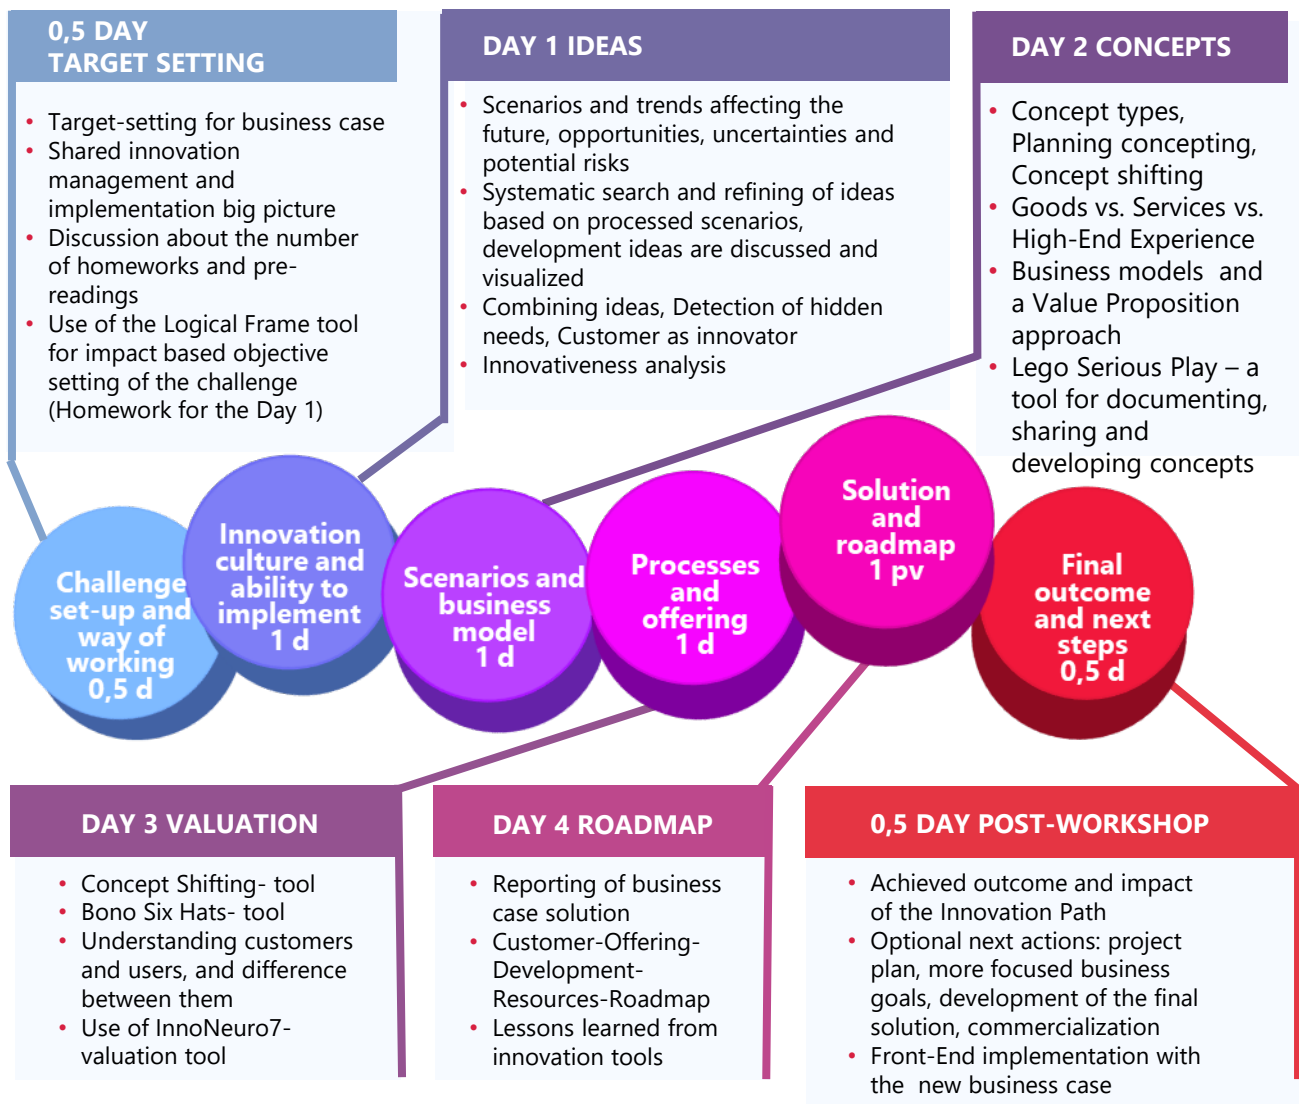 0,5 DAY
TARGET SETTING
• Target-setting for business case
• Shared innovation
management and
implementation big picture
• Discussion about the number
of homeworks and pre-
readings
• Use of the Logical Frame tool
for impact based objective
setting of the challenge
(Homework for the Day 1)
DAY 1 IDEAS
• Scenarios and trends affecting the
future, opportunities, uncertainties and
potential risks
• Systematic search and refining of ideas
based on processed scenarios,
development ideas are discussed and
visualized
• Combining ideas, Detection of hidden
needs, Customer as innovator
• Innovativeness analysis
DAY 2 CONCEPTS
• Concept types,
Planning concepting,
Concept shifting
• Goods vs. Services vs.
High-End Experience
• Business models  and
a Value Proposition
approach
• Lego Serious Play – a
tool for documenting,
sharing and
developing concepts
Challenge
set-up and
way of
working
0,5 d
Innovation
culture and
ability to
implement
1 d
Scenarios and
business
model
1 d
Processes
and
offering
1 d
Solution
and
roadmap
1 pv
Final
outcome
and next
steps
0,5 d
DAY 3 VALUATION
• Concept Shifting- tool
• Bono Six Hats- tool
• Understanding customers
and users, and difference
between them
• Use of InnoNeuro7-
valuation tool
DAY 4 ROADMAP
• Reporting of business
case solution
• Customer-Offering-
Development-
Resources-Roadmap
• Lessons learned from
innovation tools
0,5 DAY POST-WORKSHOP
• Achieved outcome and impact
of the Innovation Path
• Optional next actions: project
plan, more focused business
goals, development of the final
solution, commercialization
• Front-End implementation with
the  new business case